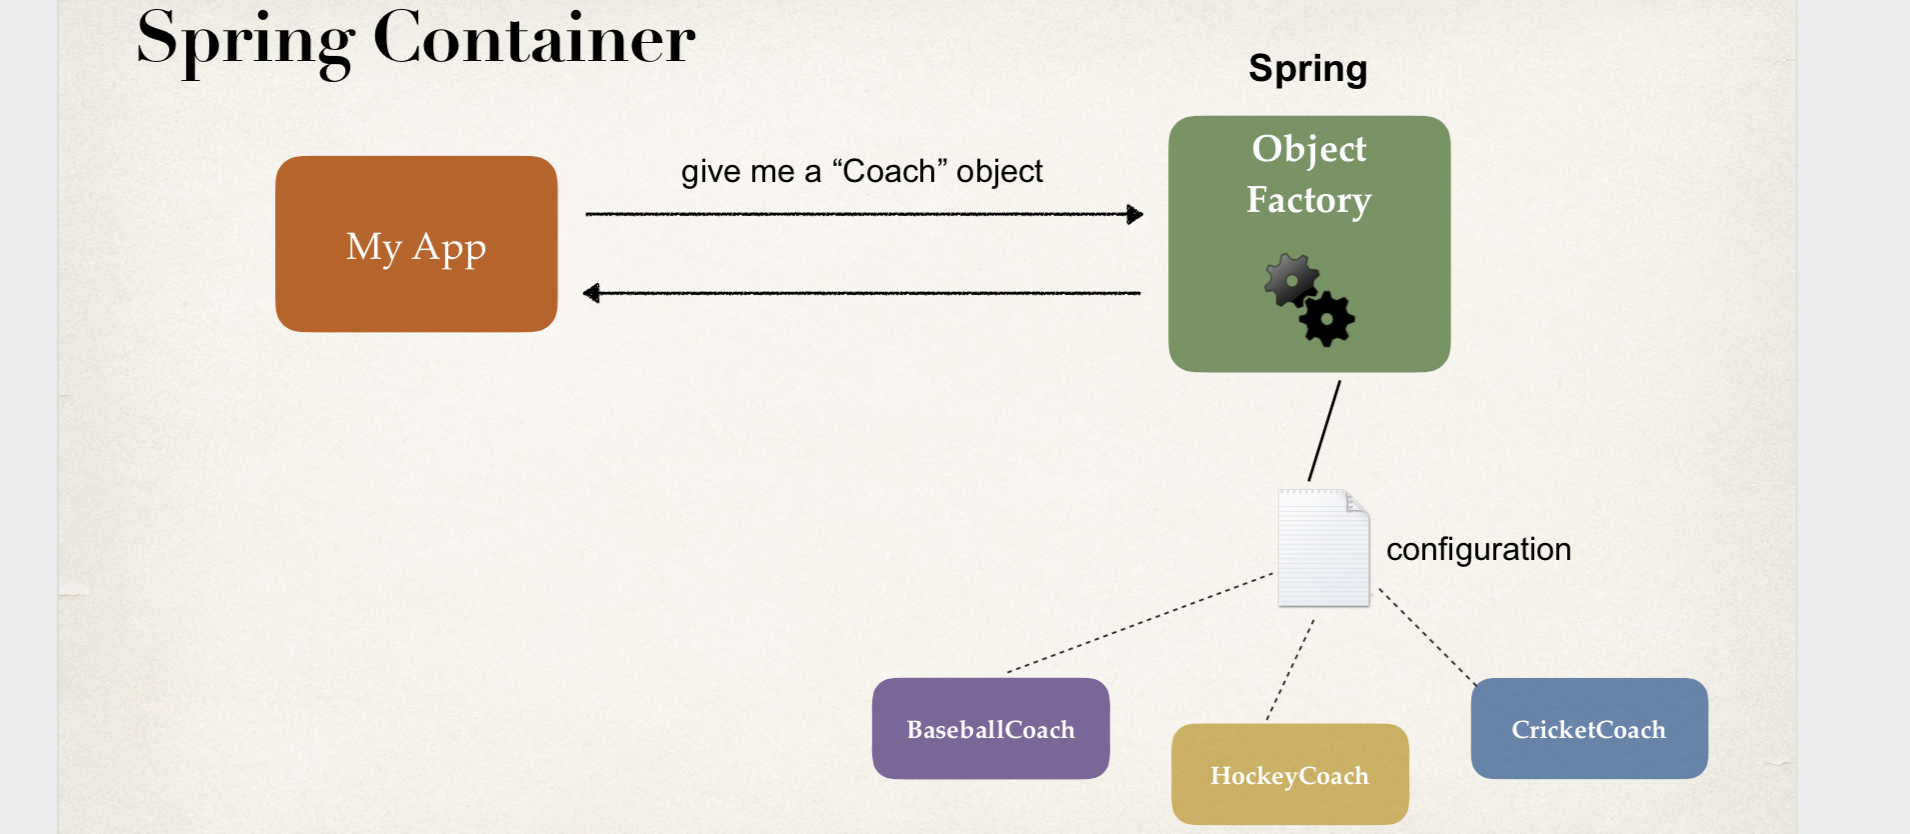 Spring Container
Spring
Object
Factory
give me a “Coach” object
My App
configuration
BaseballCoach
HockeyCoach
CricketCoach